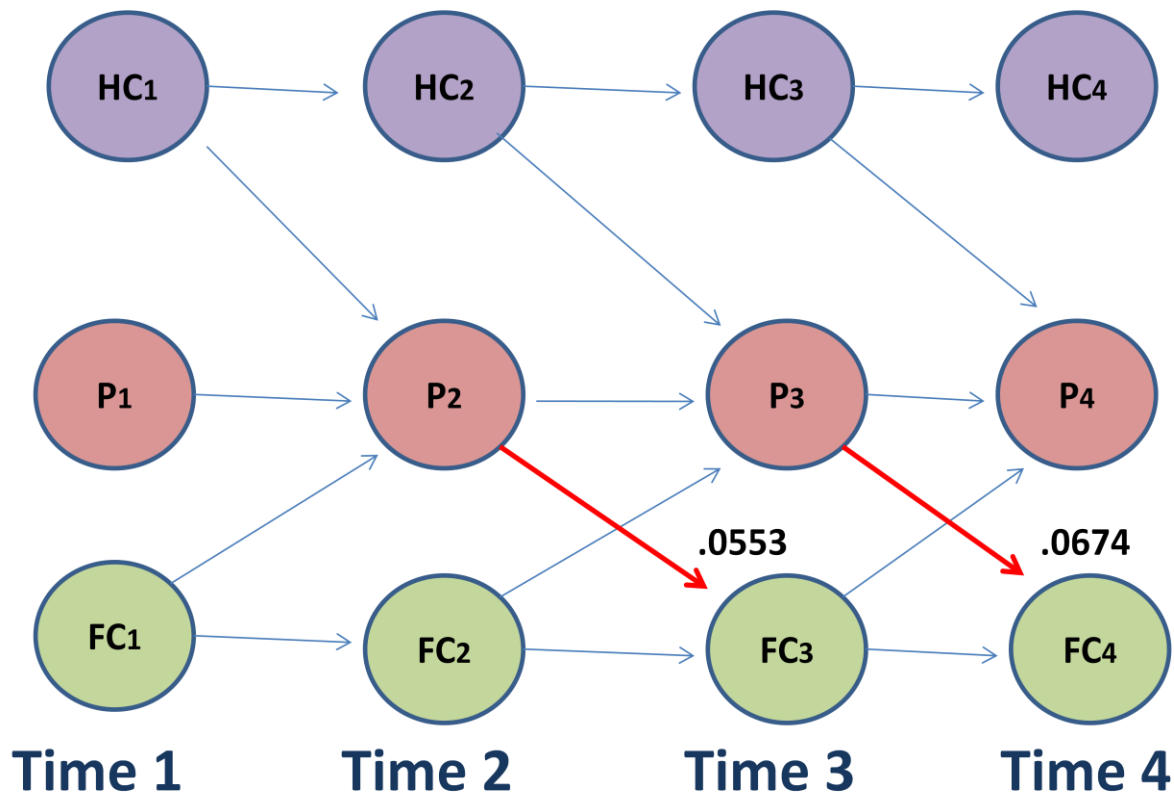 HC1 HC2 HC3 HC4
P1 P2 P3 P4
.0553 .0674
FC1 FC2 FC3 FC4
Time 1 Time 2 Time 3 Time 4